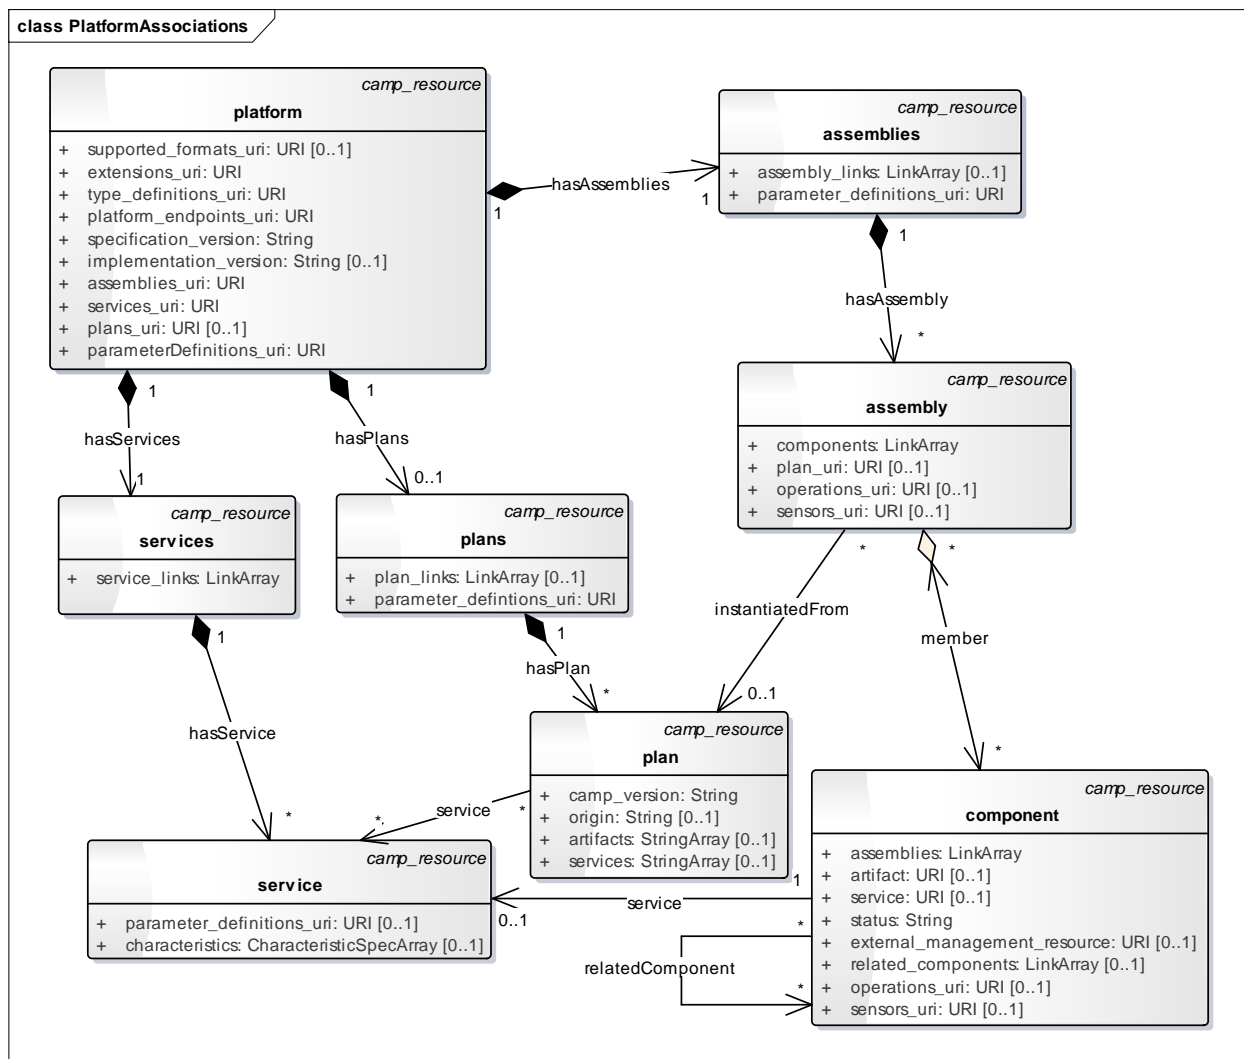 class PlatformAssociations
camp_resource
platform
+ supported_formats_uri: URI [0..1]
+ extensions_uri: URI
+ type_definitions_uri: URI
+ platform_endpoints_uri: URI
+ specification_version: String
+ implementation_version: String [0..1]
+ assemblies_uri: URI
+ services_uri: URI
+ plans_uri: URI [0..1]
+ parameterDefinitions_uri: URI
camp_resource
assemblies
+ assembly_links: LinkArray [0..1]
+ parameter_definitions_uri: URI
hasAssemblies
1
1
1
hasAssembly
*
1
hasServices
1
1
hasPlans
0..1
camp_resource
assembly
+ components: LinkArray
+ plan_uri: URI [0..1]
+ operations_uri: URI [0..1]
+ sensors_uri: URI [0..1]
camp_resource
services
+ service_links: LinkArray
camp_resource
plans
+ plan_links: LinkArray [0..1]
+ parameter_defintions_uri: URI
*
instantiatedFrom
0..1
*
member
*
1
hasPlan
*
1
hasService
*
camp_resource
plan
+ camp_version: String
+ origin: String [0..1]
+ artifacts: StringArray [0..1]
+ services: StringArray [0..1]
*
service
*
camp_resource
service
+ parameter_definitions_uri: URI [0..1]
+ characteristics: CharacteristicSpecArray [0..1]
camp_resource
component
+ assemblies: LinkArray
+ artifact: URI [0..1]
+ service: URI [0..1]
+ status: String
+ external_management_resource: URI [0..1]
+ related_components: LinkArray [0..1]
+ operations_uri: URI [0..1]
+ sensors_uri: URI [0..1]
1
service
0..1
*
relatedComponent
*